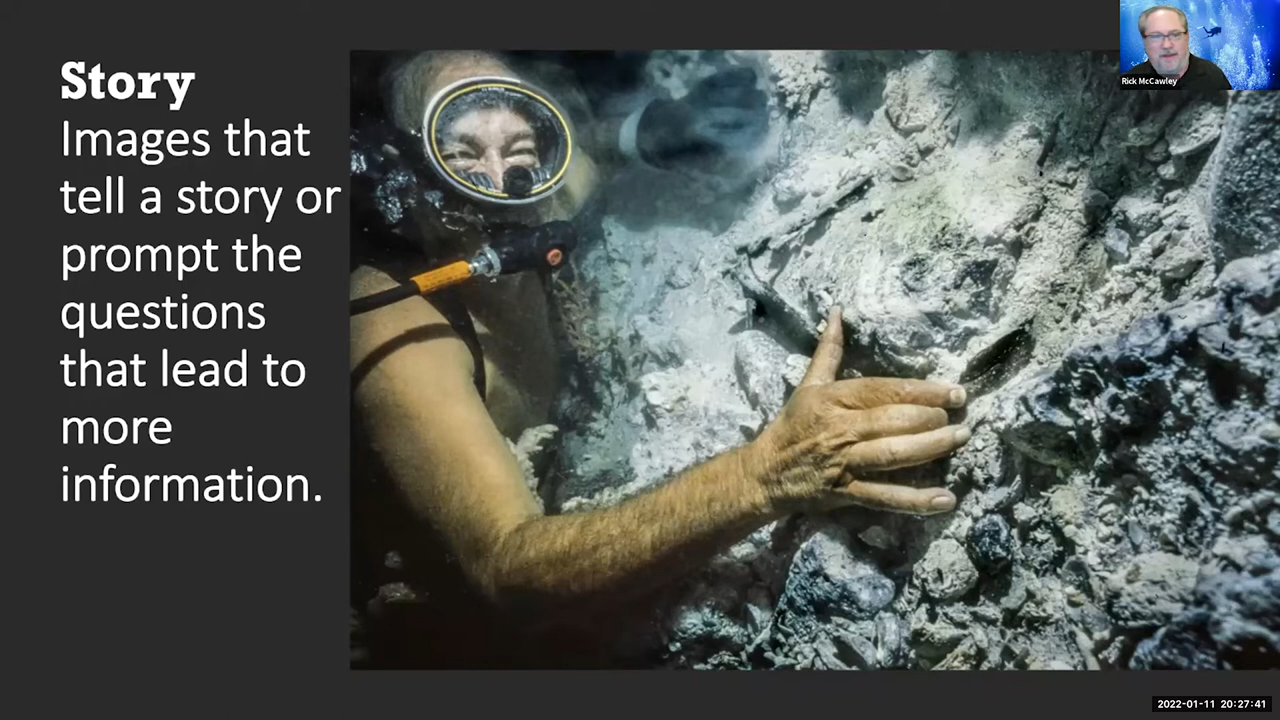 Story
Images that
tell a story or
prompt the
questions
that lead to
more
information.
Rick McCawley
2022-01-11 20:27:41